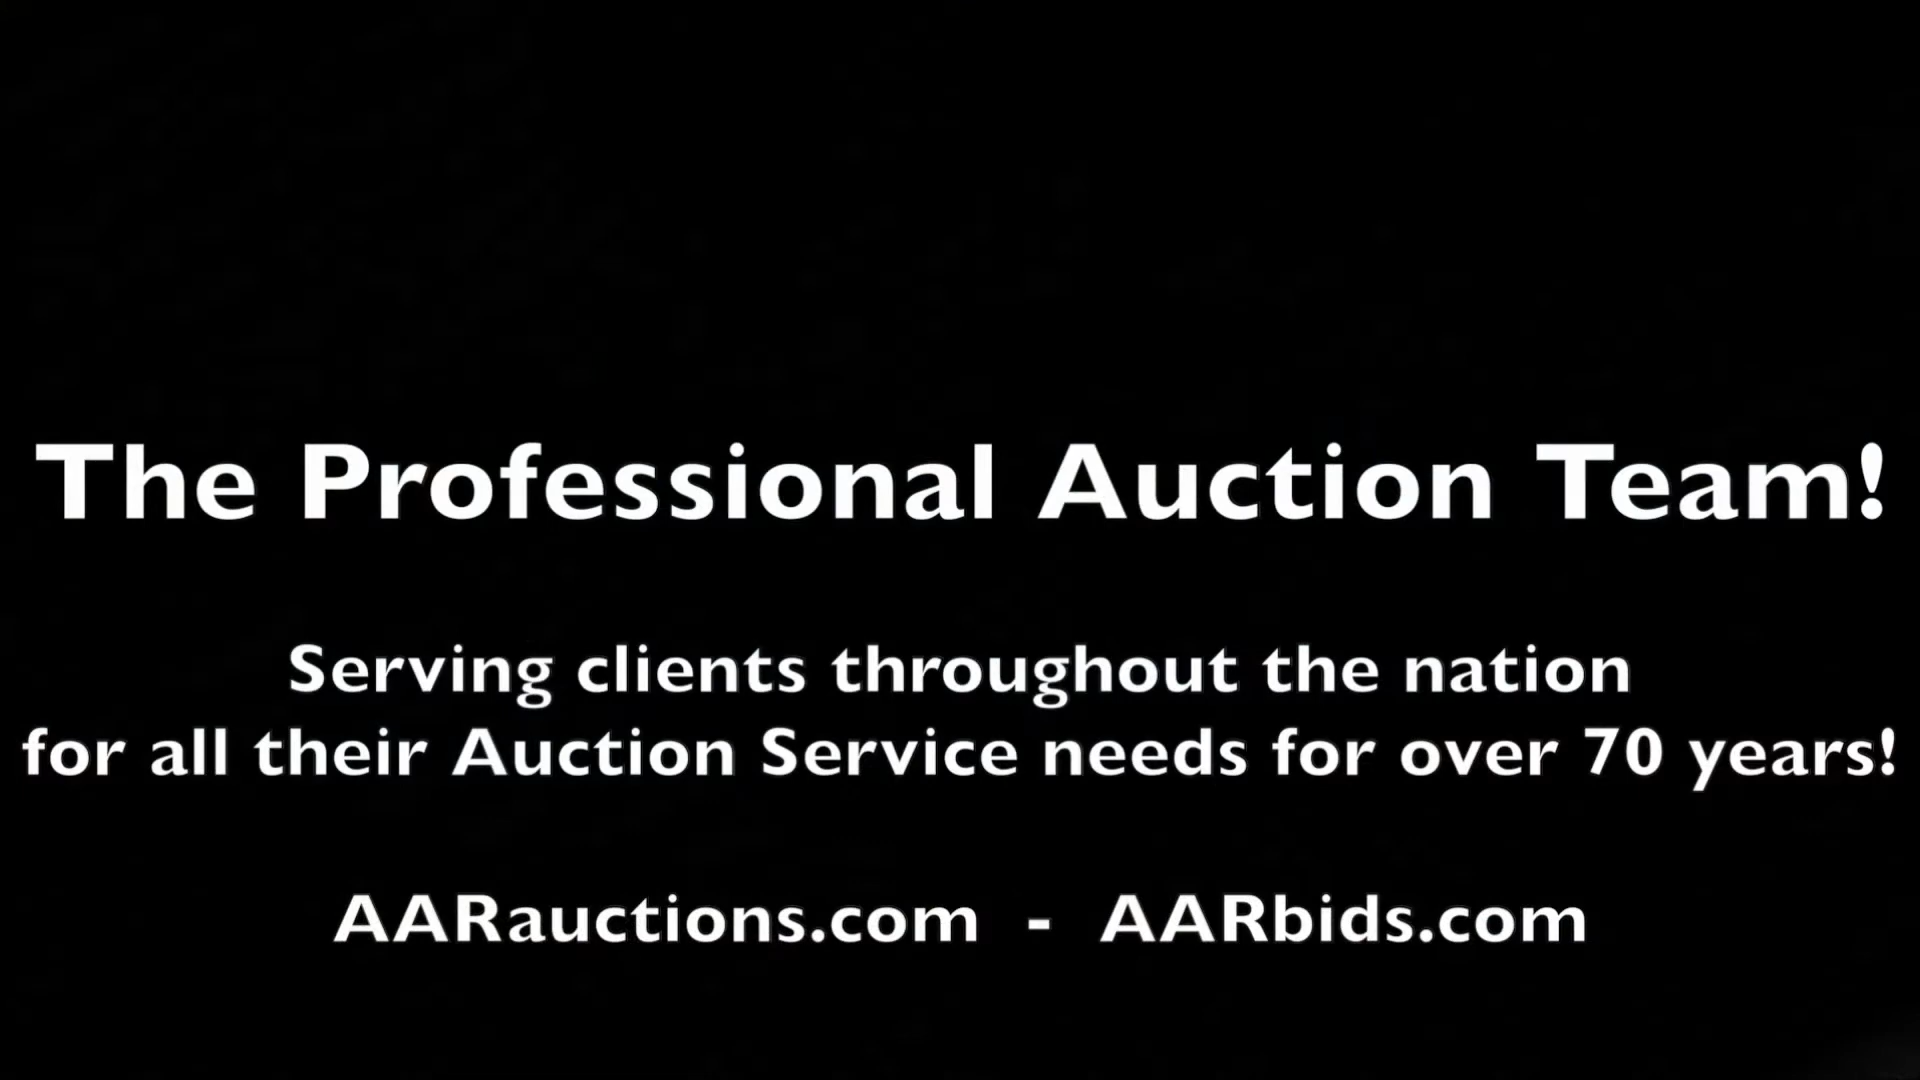 The Professional Auction Team!
Serving clients throughout the nation
for all their Auction Service needs for over 70 years!
AARauctions.com - AARbids.com